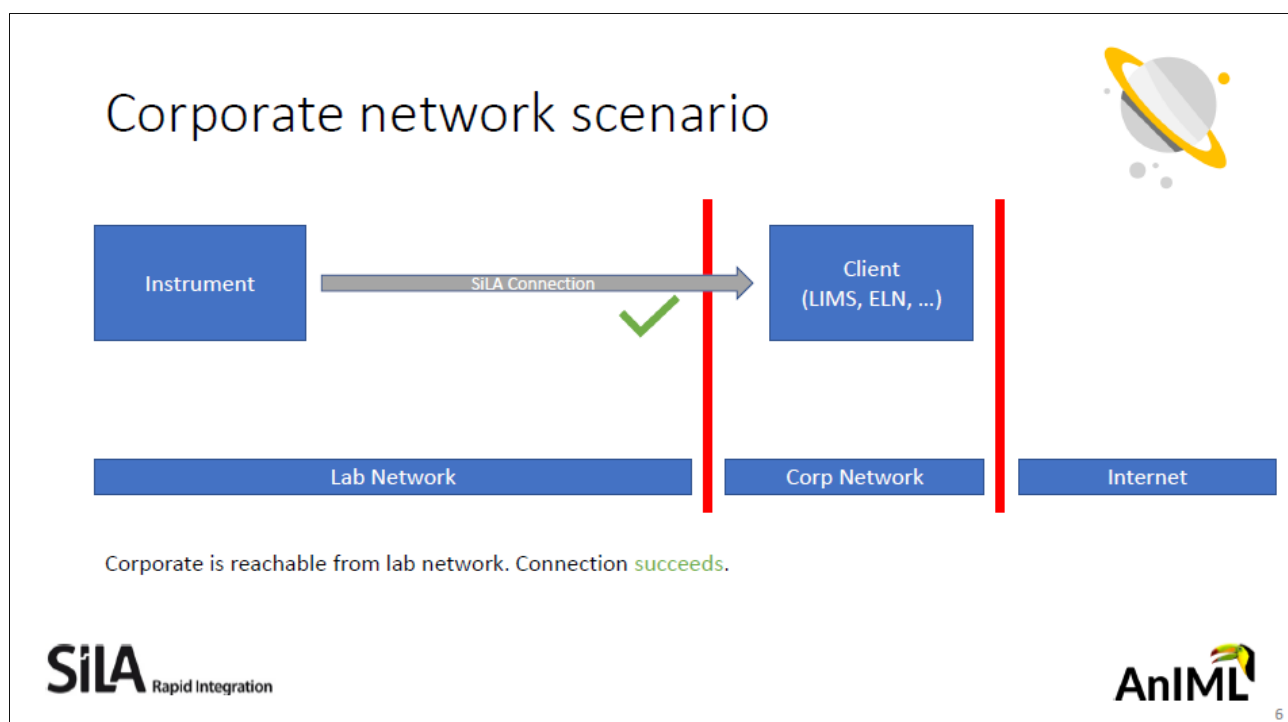 Corporate network scenario
Instrument
SiLA Connection
Client
(LIMS, ELN, ...)
Lab Network
Corp Network
Internet
Corporate is reachable from lab network. Connection succeeds.
SiLA Rapid Integration
AnIML
6